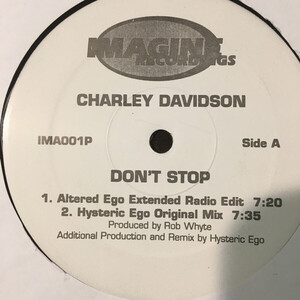 IMAGINE
RECORDINGS
CHARLEY DAVIDSON
IMA001P Side A
DON'T STOP
1. Altered Ego Extended Radio Edit 7:20
2. Hysteric Ego Original Mix 7:35
Produced by Rob Whyte
Additional Production and Remix by Hysteric Ego